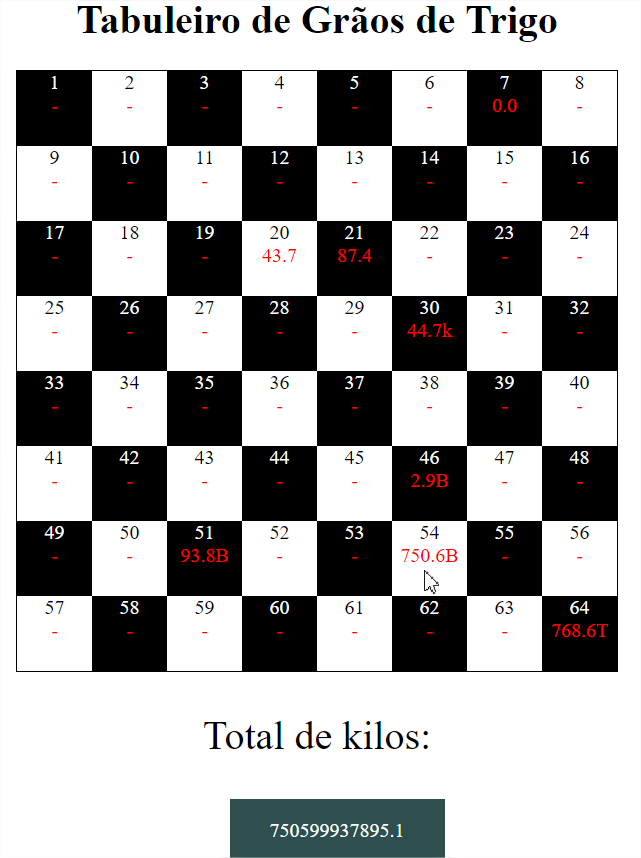 Tabuleiro de Grãos de Trigo
1 2 3 4 5 6 7 8
- - - - - - 0.0 -
9 10 11 12 13 14 15 16
- - - - - - - -
17 18 19 20 21 22 23 24
- - - 43.7 87.4 - - -
25 26 27 28 29 30 31 32
- - - - - 44.7k - -
33 34 35 36 37 38 39 40
- - - - - - - -
41 42 43 44 45 46 47 48
- - - - - 2.9B - -
49 50 51 52 53 54 55 56
- - 93.8B - - 750.6B - -
57 58 59 60 61 62 63 64
- - - - - - - 768.6T
Total de kilos:
750599937895.1